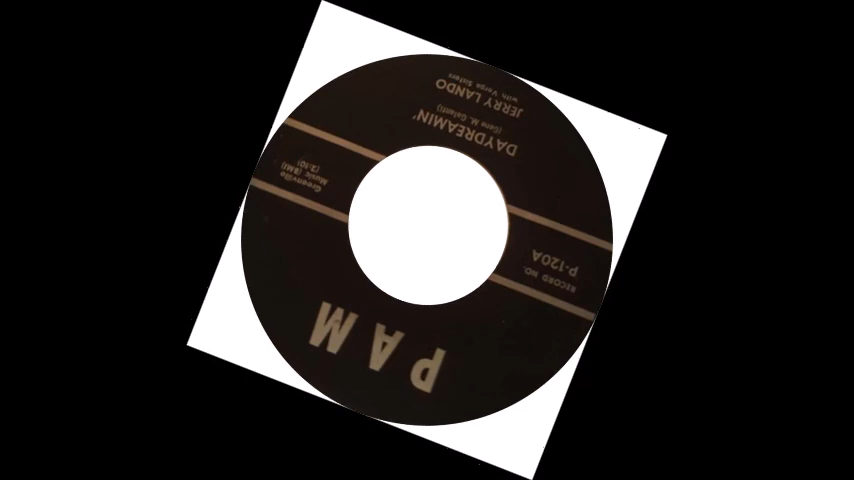 PAM
RECORD NO.
P-120A
Greenville
Music (BMI)
(2:10)
DAYDREAMIN'
(Gene M. Galanti)
JERRY LANDO
with Varga Sisters